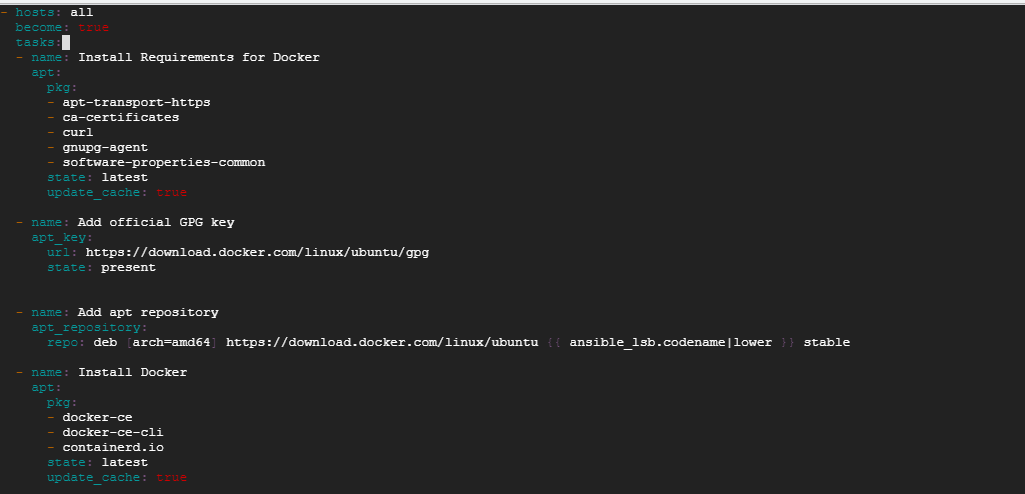 - hosts: all
  become: true
  tasks:
  - name: Install Requirements for Docker
    apt:
      pkg:
      - apt-transport-https
      - ca-certificates
      - curl
      - gnupg-agent
      - software-properties-common
      state: latest
      update_cache: true

  - name: Add official GPG key
    apt_key:
      url: https://download.docker.com/linux/ubuntu/gpg
      state: present


  - name: Add apt repository
    apt_repository:
      repo: deb [arch=amd64] https://download.docker.com/linux/ubuntu {{ ansible_lsb.codename|lower }} stable

  - name: Install Docker
    apt:
      pkg:
      - docker-ce
      - docker-ce-cli
      - containerd.io
      state: latest
      update_cache: true